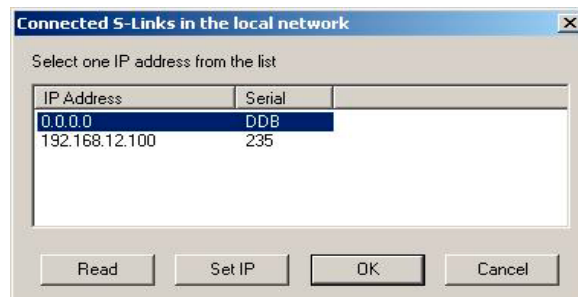 Connected S-Links in the local network
Select one IP address from the list
IP Address Serial
0.0.0.0 DDB
192.168.12.100 235
Read Set IP OK Cancel